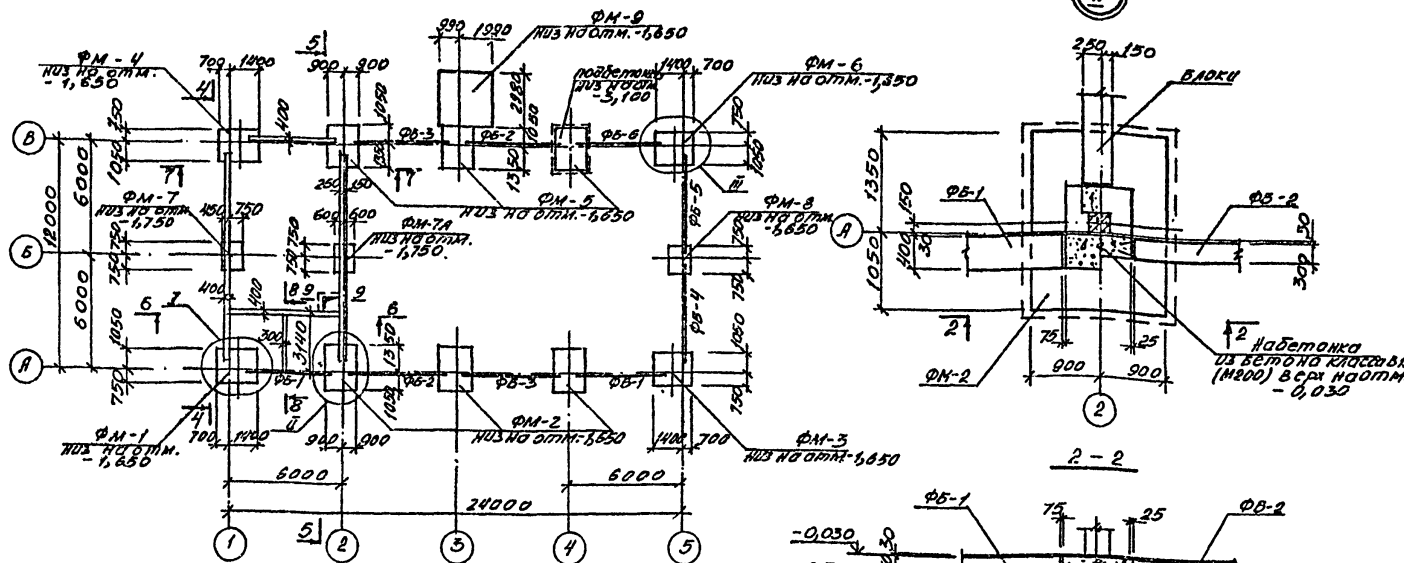 ФМ-4
низ на отм.
-1,650
700 1400
4
400
5
900 900
990 1990
ФМ-9
низ на отм.-1,650
1050
2980
1050
подбетонка
низ на отм.
-3,100
1400 700
ФМ-6
низ на отм.-1,850
750
1050
В
750
1050
ФБ-3
ФБ-2
ФБ-6
1350
1350
7
7
250 150
ФМ-5
низ на отм.-1,650
III
ФБ-5
12000
6000
6000
ФМ-7
низ на отм.
-1,750
450 750
600 600
ФМ-7А
низ на отм.
-1,750
ФМ-8
низ на отм.
-1,650
Б
750 750
750 750
750
750
400
400
8
9
9
8
6
I
300
3140
ФБ-4
1050
750
1350
1050
1050
750
А
ФБ-1
ФБ-2
ФБ-3
ФБ-1
4
8
II
ФМ-1
низ на отм.
-1,650
700 1400
900 900
ФМ-2
низ на отм.-1,650
1400 700
ФМ-3
низ на отм.-1,650
6000
6000
24000
5
1
2
3
4
5
II
250 150
блоки
1350
150
ФБ-1
ФБ-2
А
400
30
1050
50
300
2
2
75
25
Набетонка
из бетона класса
(М200) верх на отм
-0,030
ФМ-2
900 900
2
2-2
ФБ-1
75
25
ФБ-2
-0,030
30